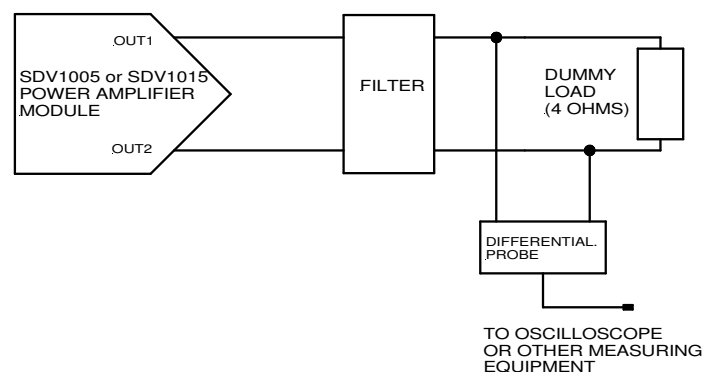 OUT1
SDV1005 or SDV1015
POWER AMPLIFIER
MODULE
OUT2
FILTER
DUMMY
LOAD
(4 OHMS)
DIFFERENTIAL.
PROBE
TO OSCILLOSCOPE
OR OTHER MEASURING
EQUIPMENT